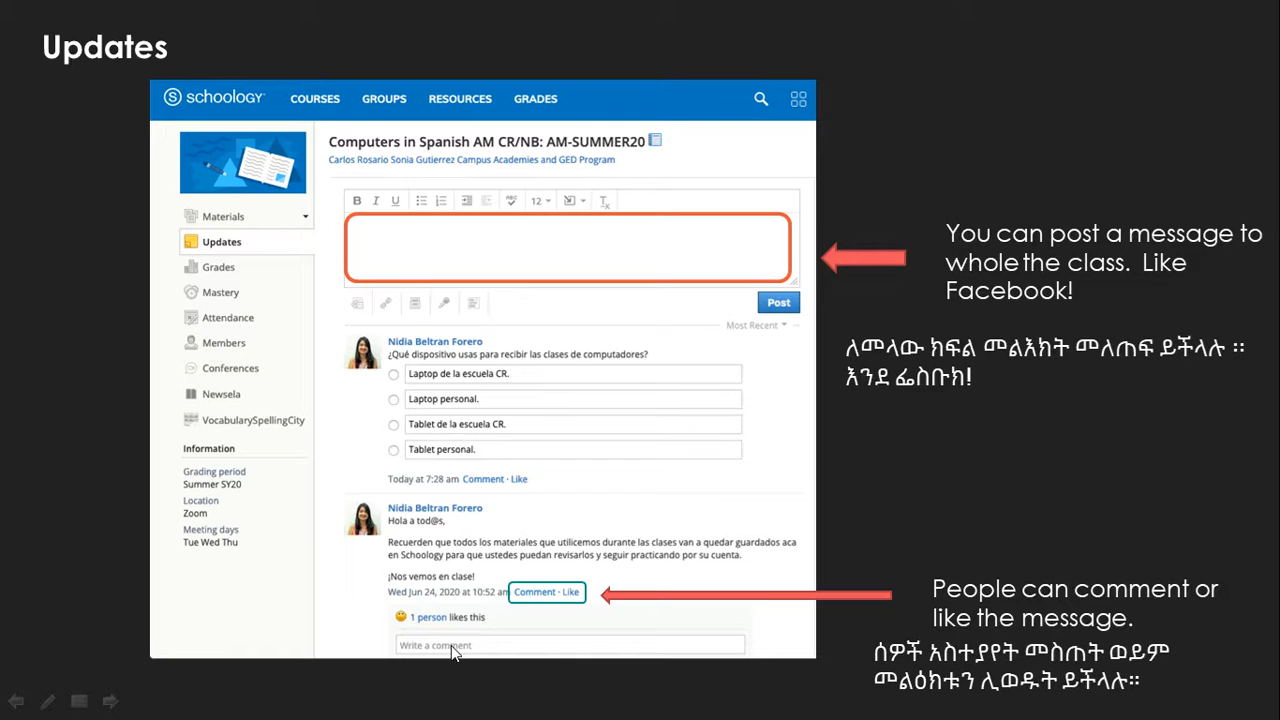 Updates
schoology
COURSES GROUPS RESOURCES GRADES
Computers in Spanish AM CR/NB: AM-SUMMER20
Carlos Rosario Sonia Gutierrez Campus Academies and GED Program
Materials
Updates
Grades
Mastery
Attendance
Members
Conferences
Newsela
VocabularySpellingCity
Information
Grading period
Summer SY20
Location
Zoom
Meeting days
Tue Wed Thu
B I U ABC 12 Tx
Post
Most Recent
Nidia Beltran Forero
¿Qué dispositivo usas para recibir las clases de computadores?
Laptop de la escuela CR.
Laptop personal.
Tablet de la escuela CR.
Tablet personal.
Today at 7:28 am Comment · Like
Nidia Beltran Forero
Hola a tod@s,
Recuerden que todos los materiales que utilicemos durante las clases van a quedar guardados aca
en Schoology para que ustedes puedan revisarlos y seguir practicando por su cuenta.
¡Nos vemos en clase!
Wed Jun 24, 2020 at 10:52 am Comment · Like
1 person likes this
Write a comment
You can post a message to
whole the class. Like
Facebook!
ለመላው ክፍል መልእክት መለጠፍ ይችላሉ ።
እንደ ፌስቡክ!
People can comment or
like the message.
ሰዎች አስተያየት መስጠት ወይም
መልዕክቱን ሊወዱት ይችላሉ።